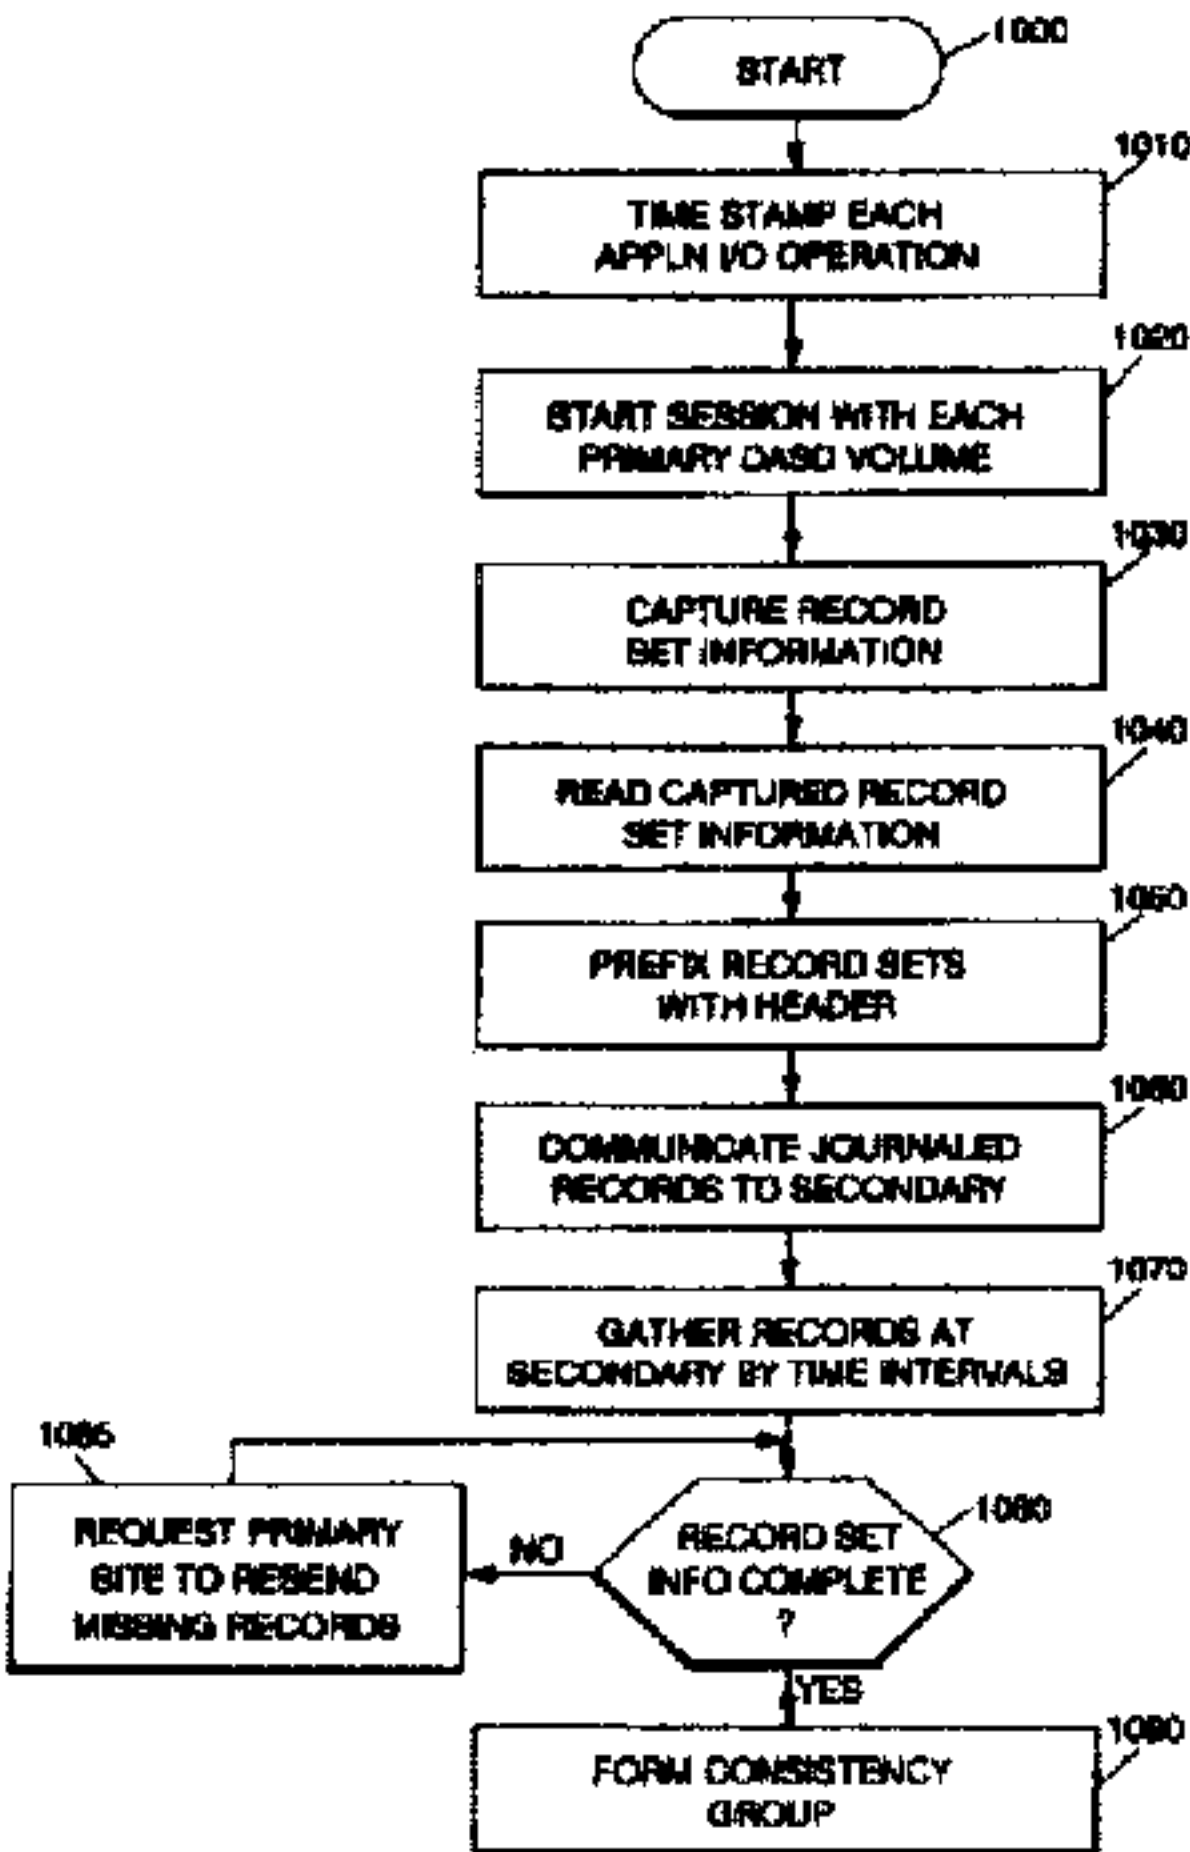 START
1000
TIME STAMP EACH
APPLN I/O OPERATION
1010
START SESSION WITH EACH
PRIMARY DASD VOLUME
1020
CAPTURE RECORD
SET INFORMATION
1030
READ CAPTURED RECORD
SET INFORMATION
1040
PREFIX RECORD SETS
WITH HEADER
1050
COMMUNICATE JOURNALED
RECORDS TO SECONDARY
1060
GATHER RECORDS AT
SECONDARY BY TIME INTERVALS
1070
1085
REQUEST PRIMARY
SITE TO RESEND
MISSING RECORDS
NO
RECORD SET
INFO COMPLETE
?
1080
YES
FORM CONSISTENCY
GROUP
1090